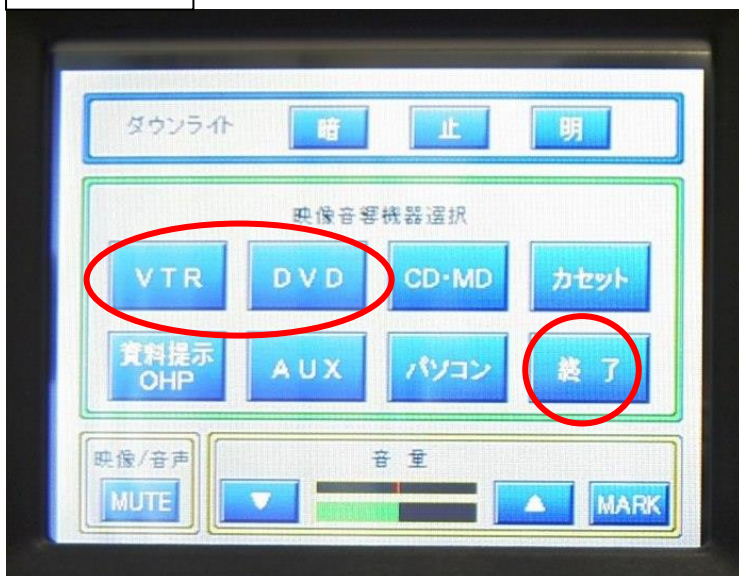 ダウンライト 暗 止 明
映像音響機器選択
VTR DVD CD・MD カセット
資料提示 OHP AUX パソコン 終了
映像/音声 音量
MUTE ▼ ▲ MARK